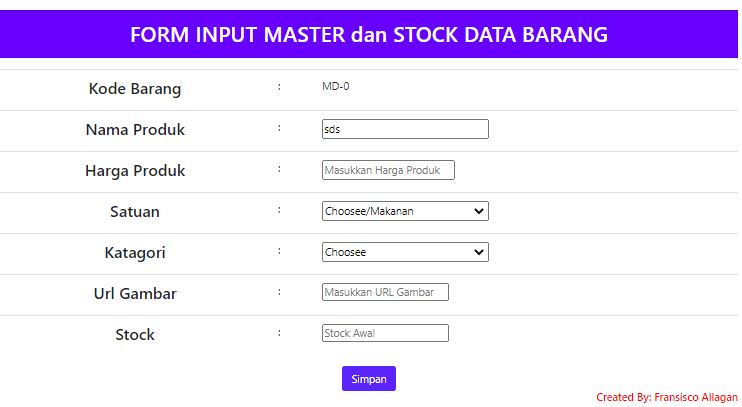 FORM INPUT MASTER dan STOCK DATA BARANG
Kode Barang : MD-0
Nama Produk : sds
Harga Produk : Masukkan Harga Produk
Satuan : Choosee/Makanan
Katagori : Choosee
Url Gambar : Masukkan URL Gambar
Stock : Stock Awal
Simpan
Created By: Fransisco Allagan